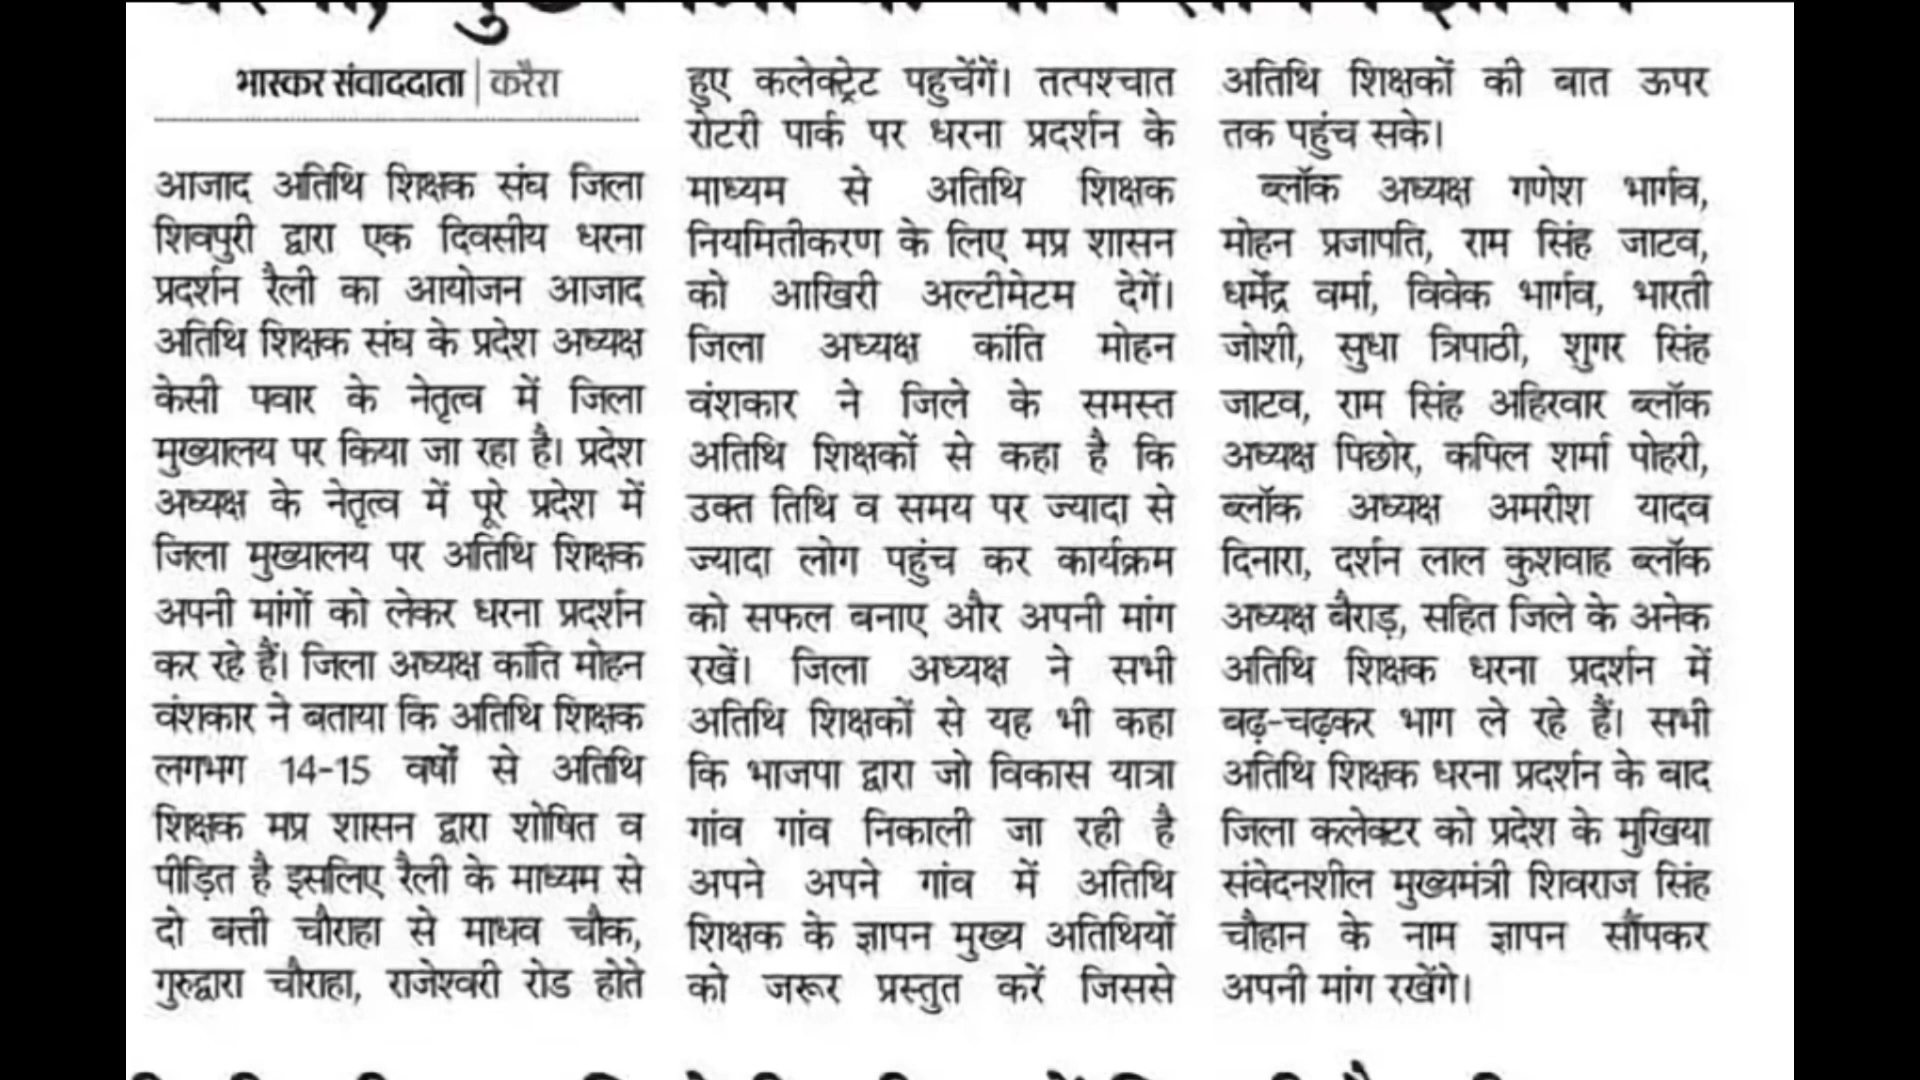 भास्कर संवाददाता | करैरा
आजाद अतिथि शिक्षक संघ जिला
शिवपुरी द्वारा एक दिवसीय धरना
प्रदर्शन रैली का आयोजन आजाद
अतिथि शिक्षक संघ के प्रदेश अध्यक्ष
केसी पवार के नेतृत्व में जिला
मुख्यालय पर किया जा रहा है। प्रदेश
अध्यक्ष के नेतृत्व में पूरे प्रदेश में
जिला मुख्यालय पर अतिथि शिक्षक
अपनी मांगों को लेकर धरना प्रदर्शन
कर रहे हैं। जिला अध्यक्ष कांति मोहन
वंशकार ने बताया कि अतिथि शिक्षक
लगभग 14-15 वर्षों से अतिथि
शिक्षक मप्र शासन द्वारा शोषित व
पीड़ित है इसलिए रैली के माध्यम से
दो बत्ती चौराहा से माधव चौक,
गुरुद्वारा चौराहा, राजेश्वरी रोड होते
हुए कलेक्ट्रेट पहुचेंगें। तत्पश्चात
रोटरी पार्क पर धरना प्रदर्शन के
माध्यम से अतिथि शिक्षक
नियमितीकरण के लिए मप्र शासन
को आखिरी अल्टीमेटम देगें।
जिला अध्यक्ष कांति मोहन
वंशकार ने जिले के समस्त
अतिथि शिक्षकों से कहा है कि
उक्त तिथि व समय पर ज्यादा से
ज्यादा लोग पहुंच कर कार्यक्रम
को सफल बनाए और अपनी मांग
रखें। जिला अध्यक्ष ने सभी
अतिथि शिक्षकों से यह भी कहा
कि भाजपा द्वारा जो विकास यात्रा
गांव गांव निकाली जा रही है
अपने अपने गांव में अतिथि
शिक्षक के ज्ञापन मुख्य अतिथियों
को जरूर प्रस्तुत करें जिससे
अतिथि शिक्षकों की बात ऊपर
तक पहुंच सके।
ब्लॉक अध्यक्ष गणेश भार्गव,
मोहन प्रजापति, राम सिंह जाटव,
धर्मेंद्र वर्मा, विवेक भार्गव, भारती
जोशी, सुधा त्रिपाठी, शुगर सिंह
जाटव, राम सिंह अहिरवार ब्लॉक
अध्यक्ष पिछोर, कपिल शर्मा पोहरी,
ब्लॉक अध्यक्ष अमरीश यादव
दिनारा, दर्शन लाल कुशवाह ब्लॉक
अध्यक्ष बैराड़, सहित जिले के अनेक
अतिथि शिक्षक धरना प्रदर्शन में
बढ़-चढ़कर भाग ले रहे हैं। सभी
अतिथि शिक्षक धरना प्रदर्शन के बाद
जिला कलेक्टर को प्रदेश के मुखिया
संवेदनशील मुख्यमंत्री शिवराज सिंह
चौहान के नाम ज्ञापन सौंपकर
अपनी मांग रखेंगे।